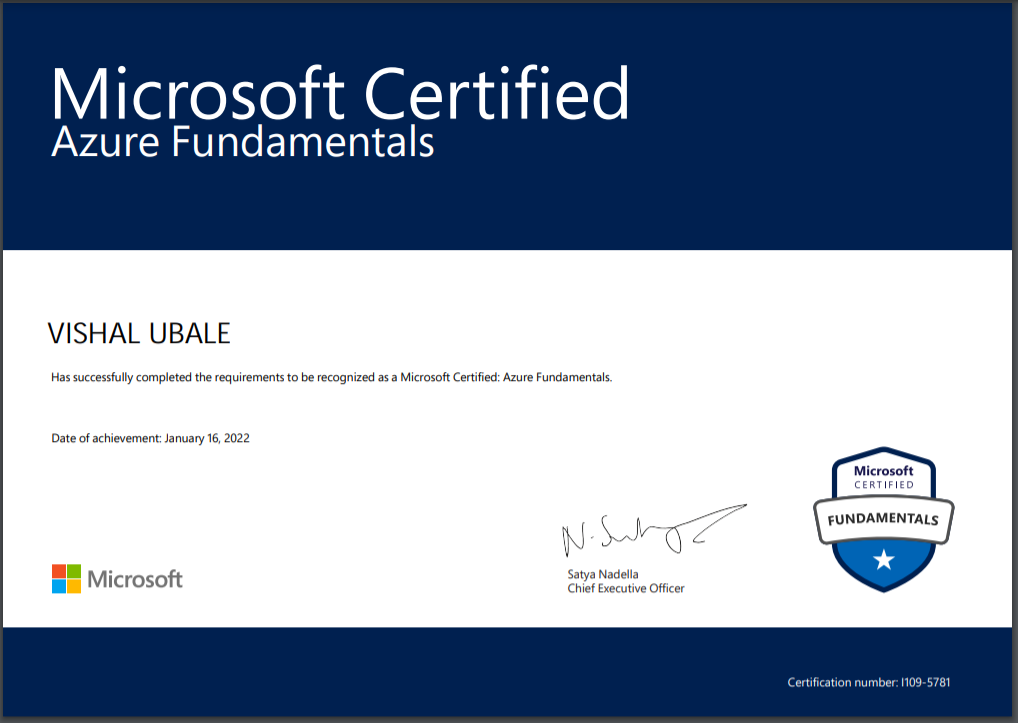 Microsoft Certified
Azure Fundamentals
VISHAL UBALE
Has successfully completed the requirements to be recognized as a Microsoft Certified: Azure Fundamentals.
Date of achievement: January 16, 2022
Microsoft
CERTIFIED
FUNDAMENTALS
N. Satya
Satya Nadella
Chief Executive Officer
Microsoft
Certification number: I109-5781